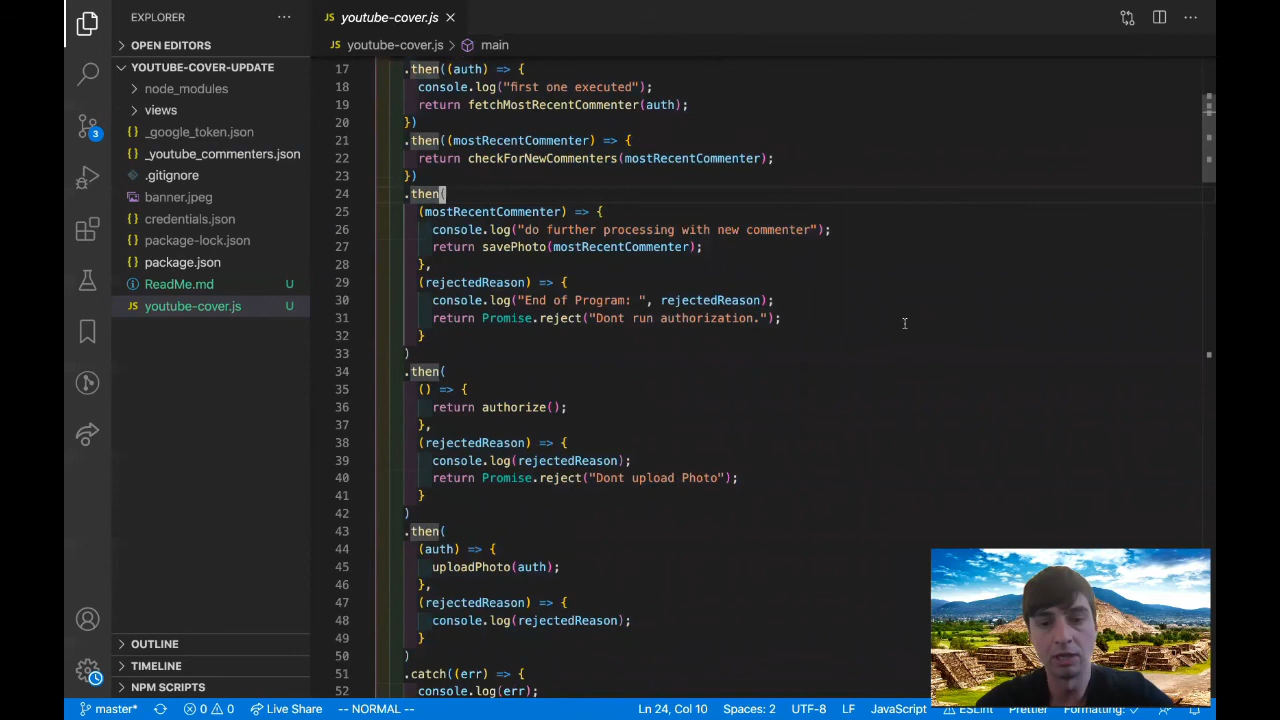 EXPLORER
OPEN EDITORS
YOUTUBE-COVER-UPDATE
node_modules
views
{} _google_token.json
{} _youtube_commenters.json
.gitignore
banner.jpeg
{} credentials.json
{} package-lock.json
{} package.json
ReadMe.md U
JS youtube-cover.js U
OUTLINE
TIMELINE
NPM SCRIPTS
3
JS youtube-cover.js
JS youtube-cover.js > main
17 .then((auth) => {
18 console.log("first one executed");
19 return fetchMostRecentCommenter(auth);
20 })
21 .then((mostRecentCommenter) => {
22 return checkForNewCommenters(mostRecentCommenter);
23 })
24 .then(
25 (mostRecentCommenter) => {
26 console.log("do further processing with new commenter");
27 return savePhoto(mostRecentCommenter);
28 },
29 (rejectedReason) => {
30 console.log("End of Program: ", rejectedReason);
31 return Promise.reject("Dont run authorization.");
32 }
33 )
34 .then(
35 () => {
36 return authorize();
37 },
38 (rejectedReason) => {
39 console.log(rejectedReason);
40 return Promise.reject("Dont upload Photo");
41 }
42 )
43 .then(
44 (auth) => {
45 uploadPhoto(auth);
46 },
47 (rejectedReason) => {
48 console.log(rejectedReason);
49 }
50 )
51 .catch((err) => {
52 console.log(err);
master* 0 0 Live Share -- NORMAL -- Ln 24, Col 10 Spaces: 2 UTF-8 LF JavaScript ESLint Prettier Formatting: ✓